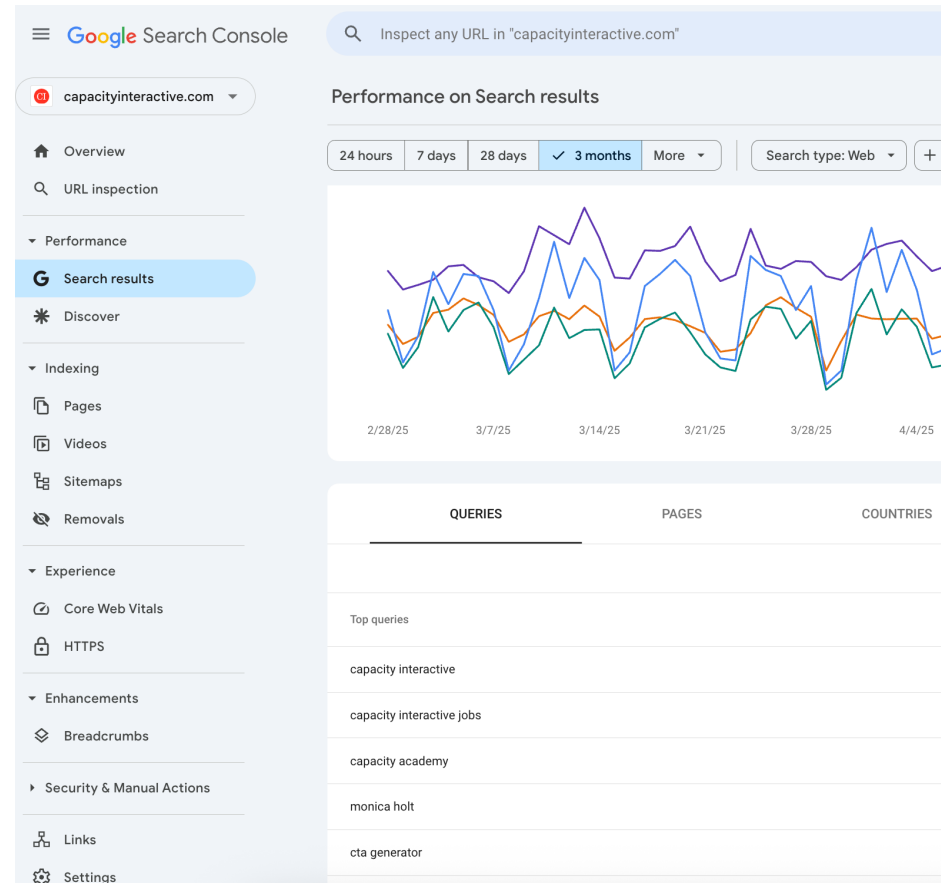 Google Search Console
Inspect any URL in "capacityinteractive.com"
CI capacityinteractive.com
Overview
URL inspection
Performance
Search results
Discover
Indexing
Pages
Videos
Sitemaps
Removals
Experience
Core Web Vitals
HTTPS
Enhancements
Breadcrumbs
Security & Manual Actions
Links
Settings
Performance on Search results
24 hours 7 days 28 days 3 months More Search type: Web
2/28/25 3/7/25 3/14/25 3/21/25 3/28/25 4/4/25
QUERIES PAGES COUNTRIES
Top queries
capacity interactive
capacity interactive jobs
capacity academy
monica holt
cta generator